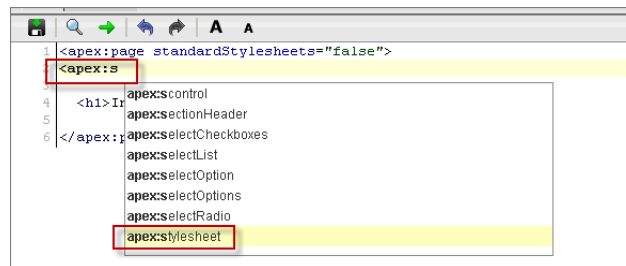 A A
1 <apex:page standardStylesheets="false">
2 <apex:s
apex:scontrol
4 <h1>In
apex:sectionHeader
5
apex:selectCheckboxes
6 </apex:p
apex:selectList
apex:selectOption
apex:selectOptions
apex:selectRadio
apex:stylesheet